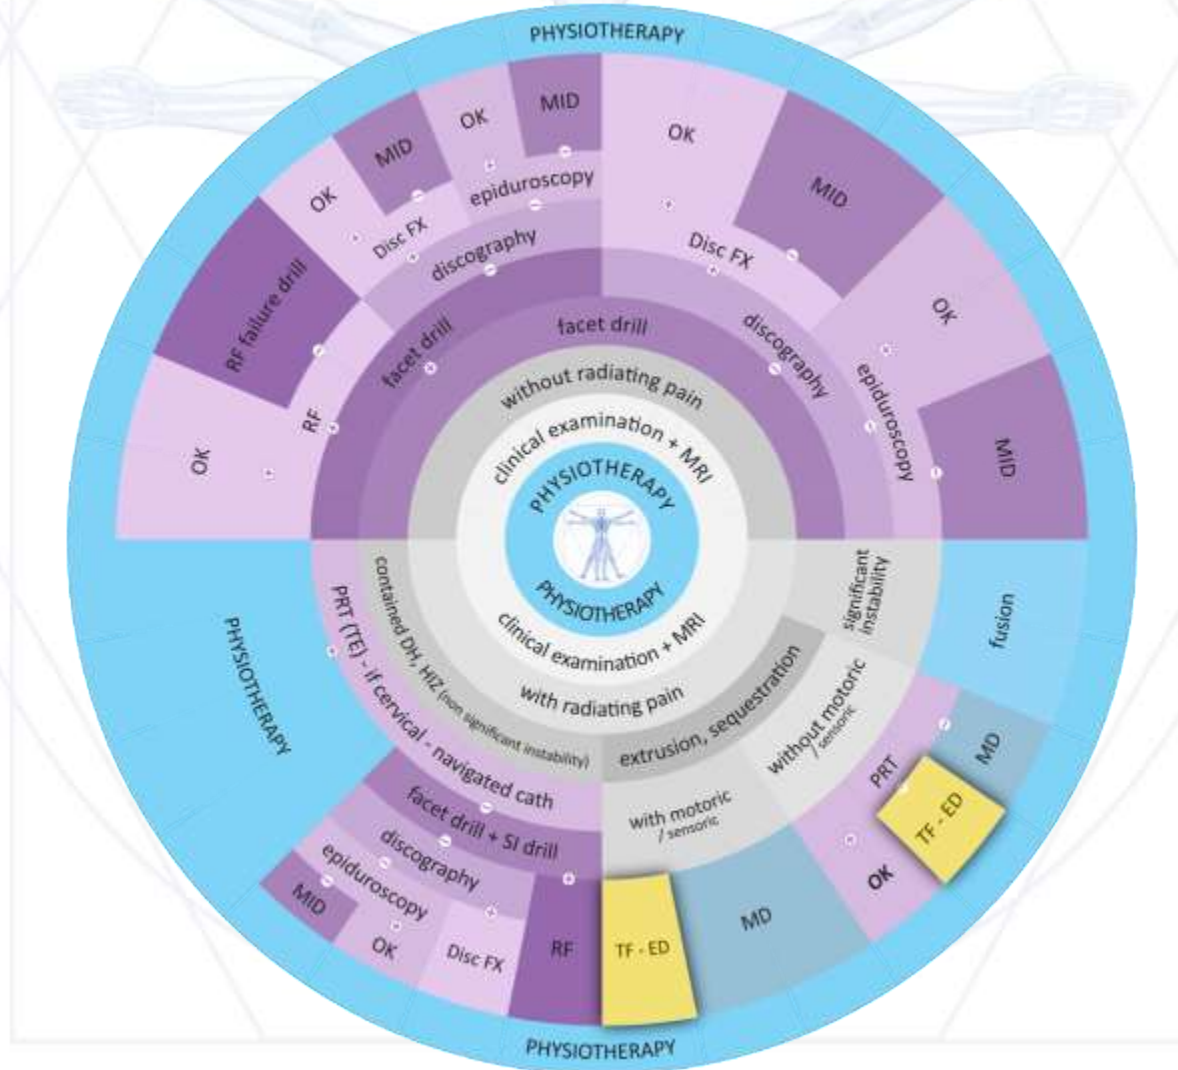 PHYSIOTHERAPY
MID
OK
MID
OK
epiduroscopy
Disc FX
discography
RF failure drill
RF
OK
facet drill
facet drill
OK
MID
Disc FX
OK
discography
epiduroscopy
MID
without radiating pain
clinical examination + MRI
PHYSIOTHERAPY
PHYSIOTHERAPY
clinical examination + MRI
with radiating pain
contained DH, HIZ (non significant instability)
PRT (TE) - if cervical - navigated cath
PHYSIOTHERAPY
facet drill + SI drill
discography
epiduroscopy
MID
OK
Disc FX
RF
significant
instability
fusion
extrusion, sequestration
without motoric
/ sensoric
PRT
MD
TF - ED
OK
with motoric
/ sensoric
MD
TF - ED
PHYSIOTHERAPY